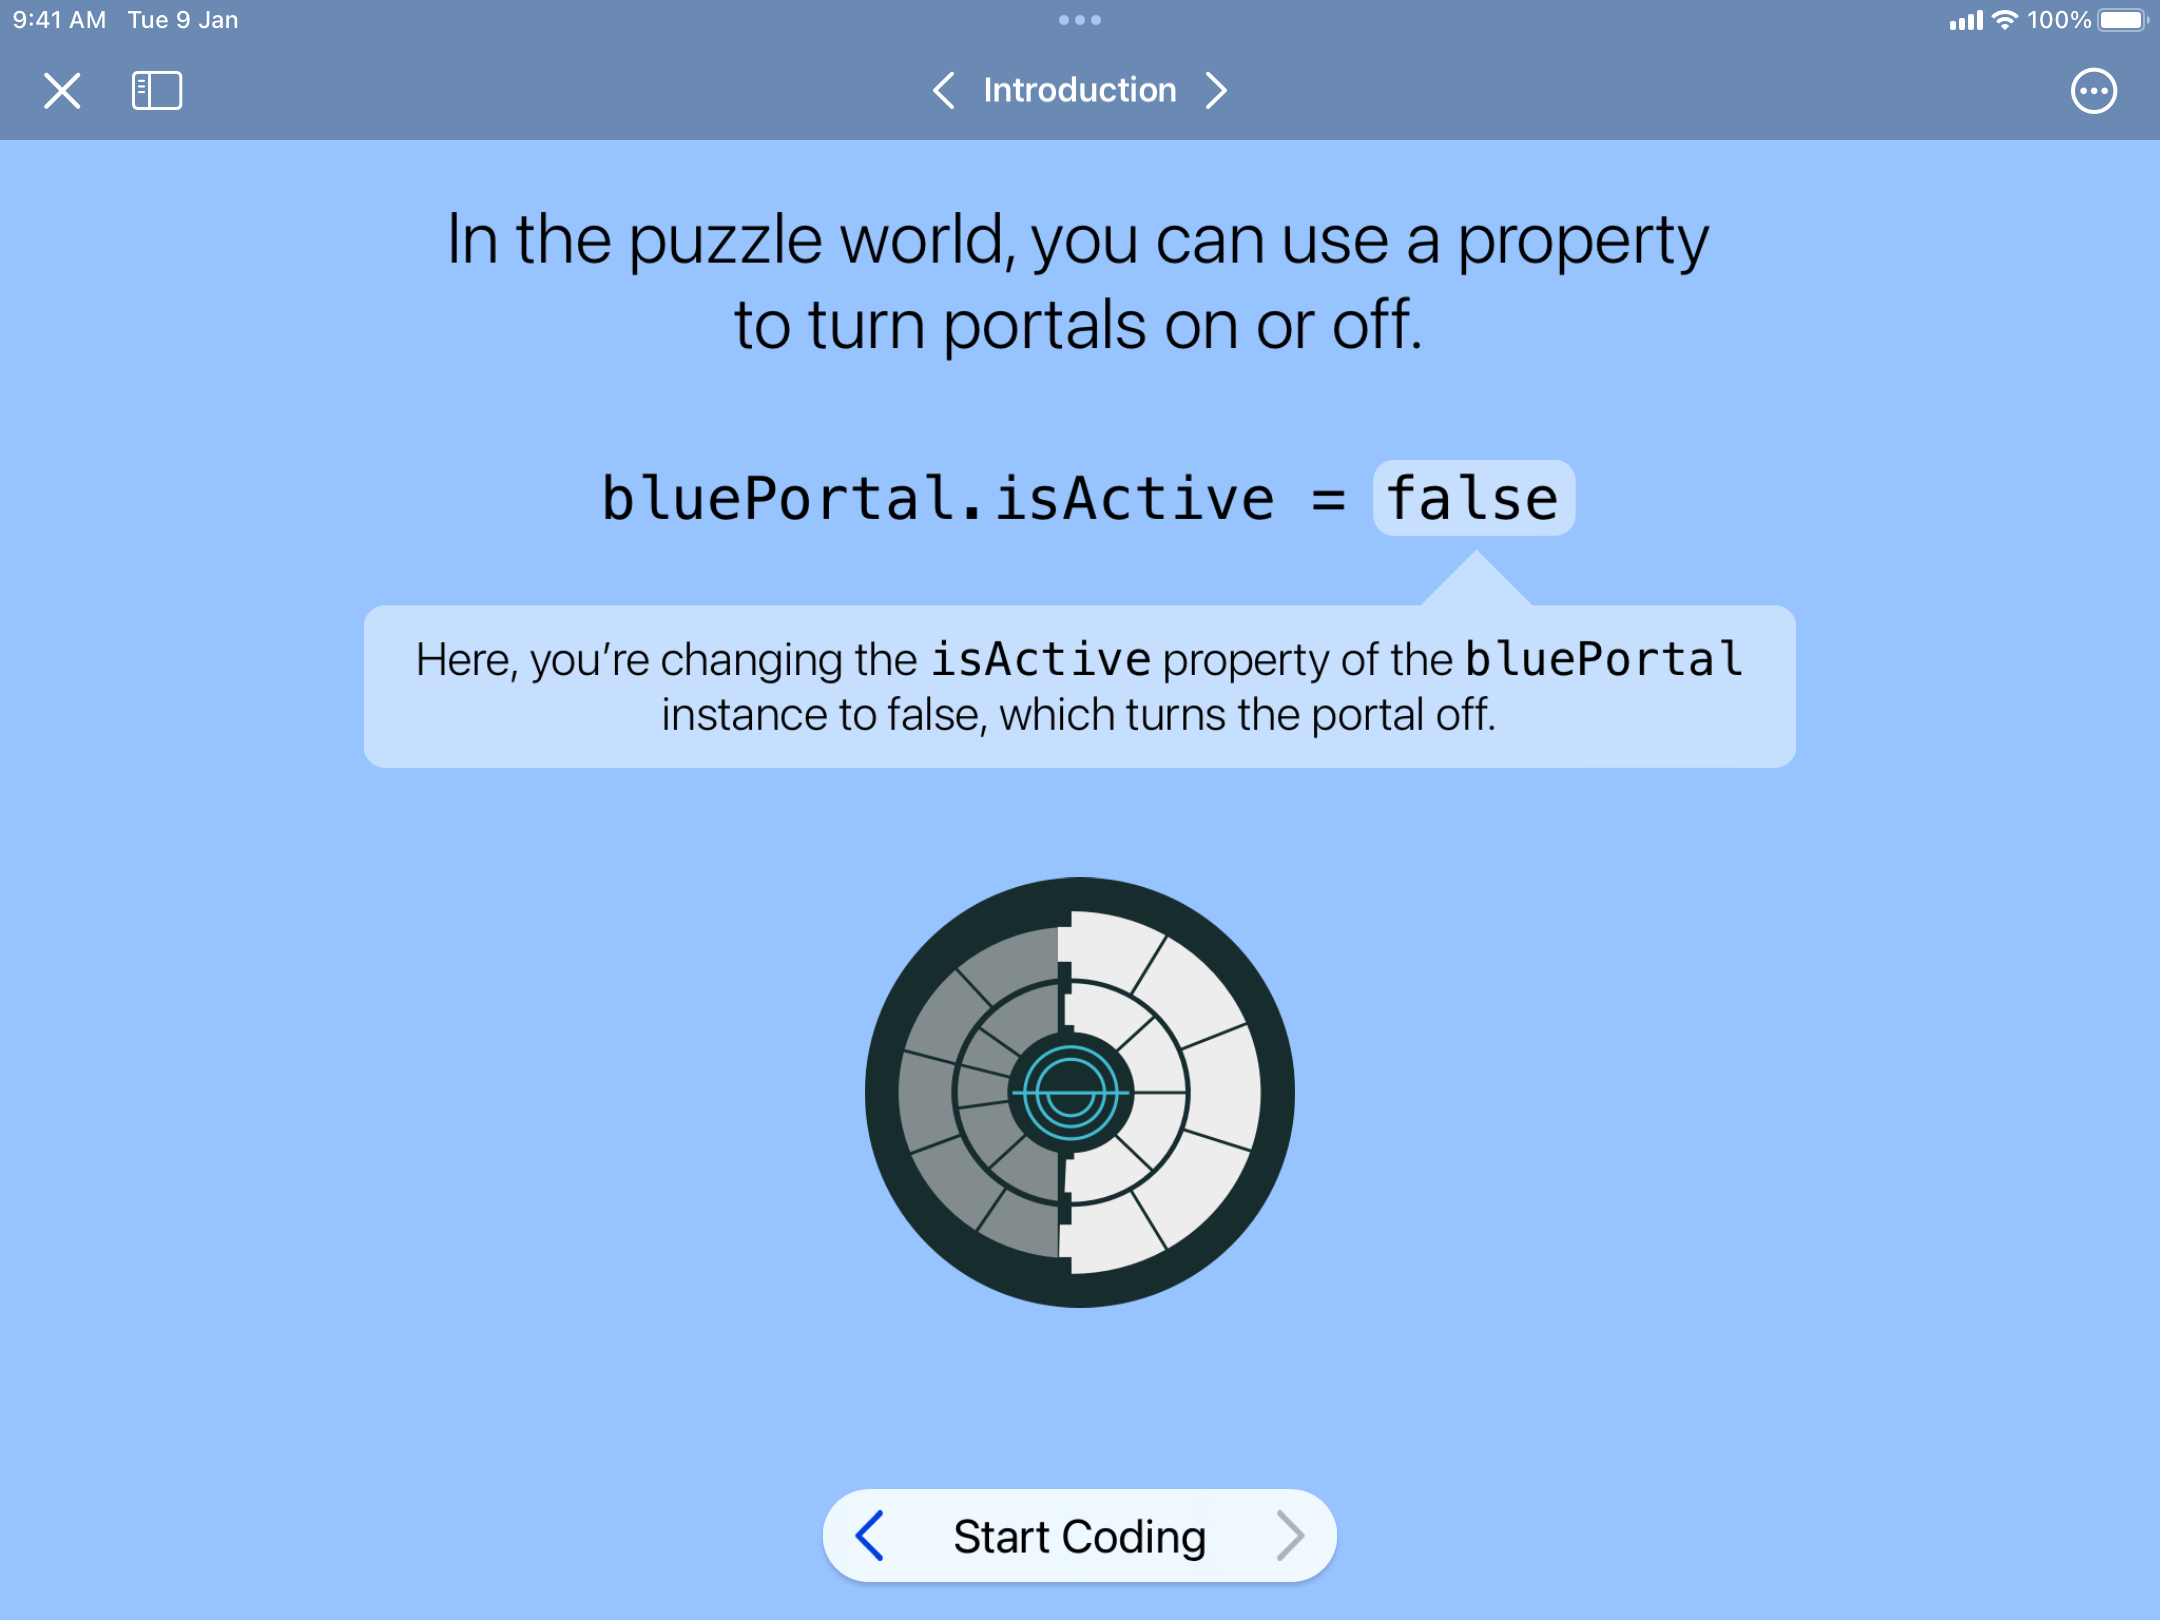 9:41 AM Tue 9 Jan
100%
Introduction
In the puzzle world, you can use a property
to turn portals on or off.
bluePortal.isActive = false
Here, you’re changing the isActive property of the bluePortal
instance to false, which turns the portal off.
Start Coding